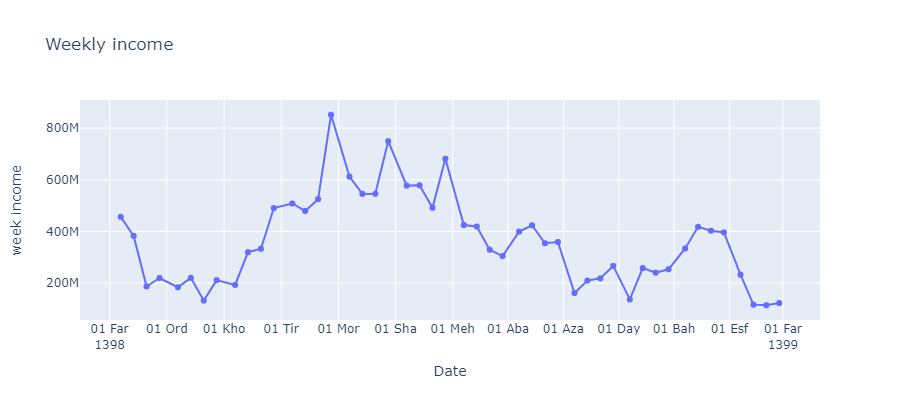 Weekly income
800M
600M
400M
200M
week income
01 Far 01 Ord 01 Kho 01 Tir 01 Mor 01 Sha 01 Meh 01 Aba 01 Aza 01 Day 01 Bah 01 Esf 01 Far
1398 1399
Date